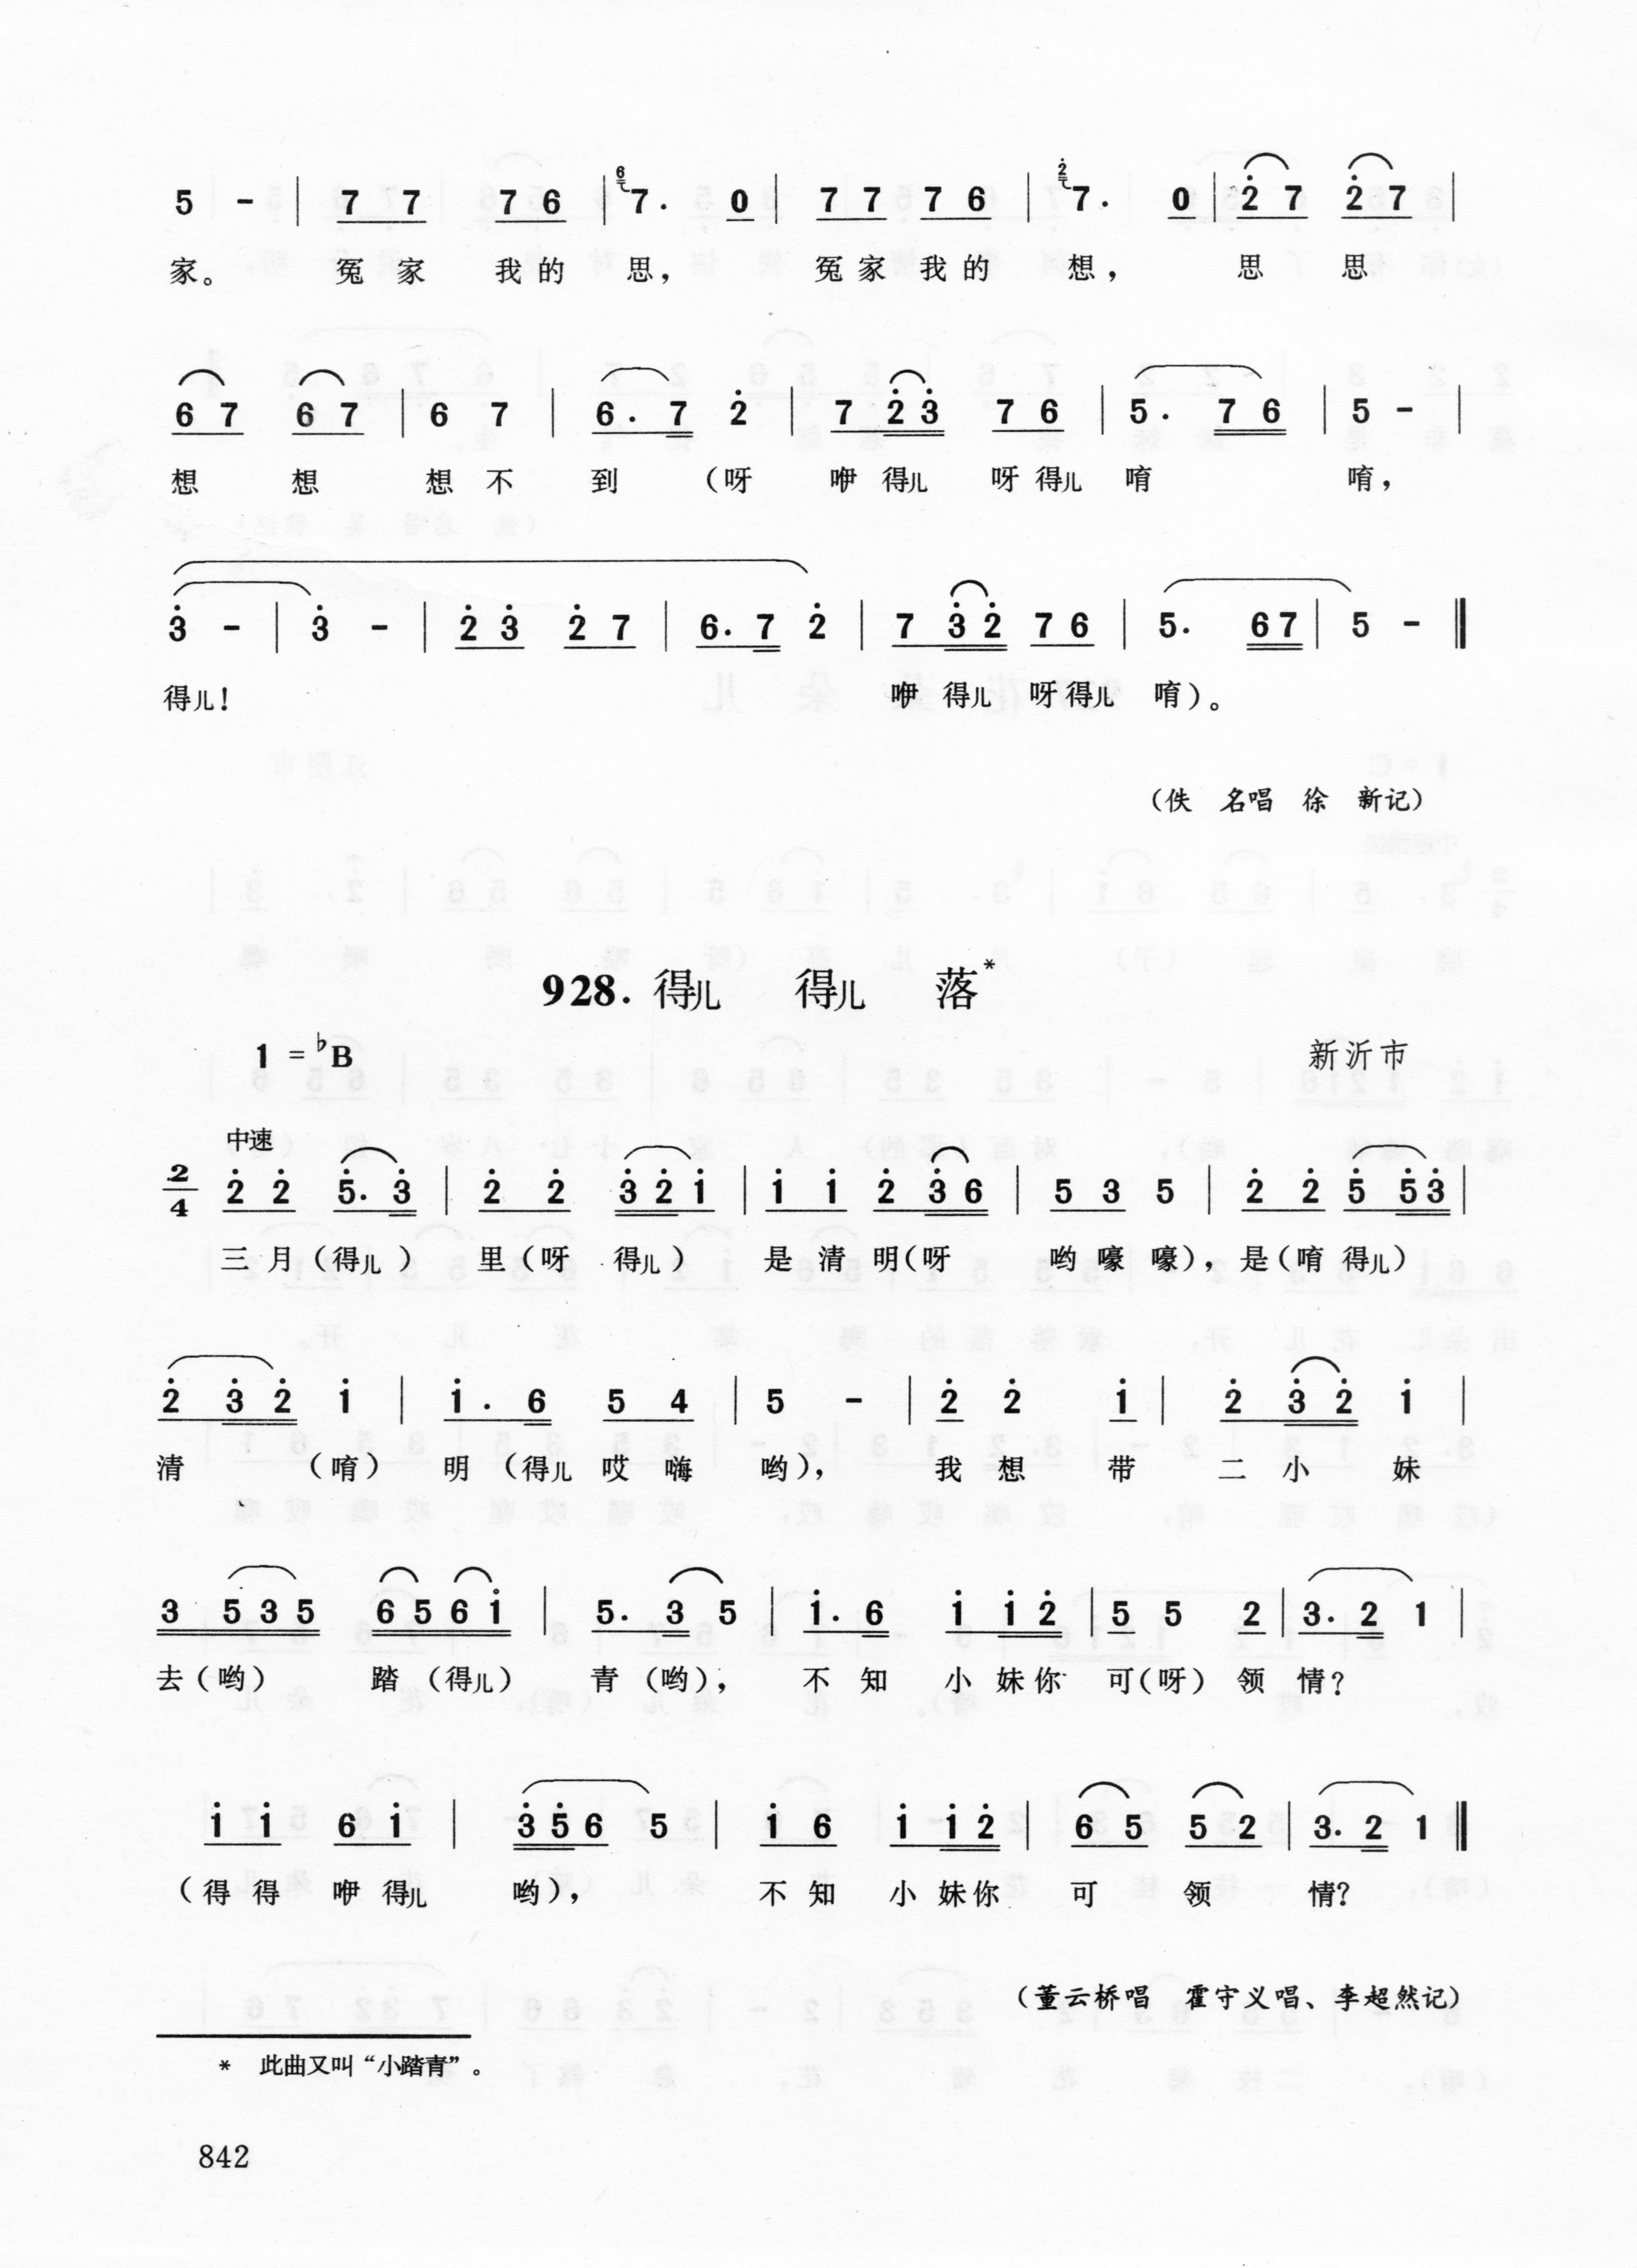 5 - | 7 7 7 6 | 6 7· 0 | 7 7 7 6 | 2̇ 7· 0 | 2̇ 7 2̇ 7 |
家。 冤 家 我 的 思， 冤 家 我 的 想， 思 思
6 7 6 7 | 6 7 | 6· 7 2̇ | 7 2̇ 3̇ 7 6 | 5· 7 6 | 5 - |
想 想 想 不 到 （呀 咿 得儿 呀 得儿 唷 唷，
3̇ - | 3̇ - | 2̇ 3̇ 2̇ 7 | 6· 7 2̇ | 7 3̇ 2̇ 7 6 | 5· 6 7 | 5 - ‖
得儿！ 咿 得儿 呀 得儿 唷）。
（佚 名唱 徐 新记）
928. 得儿 得儿 落*
1 = ♭B 新沂市
中速
2/4 2̇ 2̇ 5̇· 3̇ | 2̇ 2̇ 3̇ 2̇ 1̇ | 1̇ 1̇ 2̇ 3̇ 6 | 5 3 5 | 2̇ 2̇ 5̇ 5̇ 3̇ |
三 月（得儿） 里（呀 得儿） 是 清 明（呀 哟 嚎 嚎），是（唷 得儿）
2̇ 3̇ 2̇ 1̇ | 1̇· 6 5 4 | 5 - | 2̇ 2̇ 1̇ | 2̇ 3̇ 2̇ 1̇ |
清 （唷） 明 （得儿 哎 嗨 哟）， 我 想 带 二 小 妹
3 5 3 5 6 5 6 1̇ | 5· 3 5 | 1̇· 6 1̇ 1̇ 2̇ | 5 5 2 | 3· 2 1 |
去（哟） 踏 （得儿） 青 （哟）， 不 知 小 妹 你 可（呀）领 情？
1̇ 1̇ 6 1̇ | 3̇ 5̇ 6 5 | 1̇ 6 1̇ 1̇ 2̇ | 6 5 5 2 | 3· 2 1 ‖
（得 得 咿 得儿 哟）， 不 知 小 妹 你 可 领 情？
（董云桥唱 霍守义唱、李超然记）
* 此曲又叫“小踏青”。
842